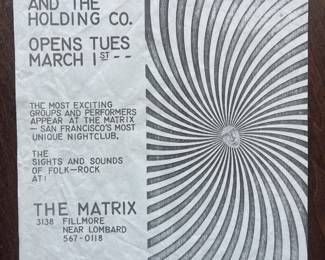 AND THE
HOLDING CO.
OPENS TUES
MARCH 1ST--
THE MOST EXCITING
GROUPS AND PERFORMERS
APPEAR AT THE MATRIX
— SAN FRANCISCO'S MOST
UNIQUE NIGHTCLUB.
THE
SIGHTS AND SOUNDS
OF FOLK-ROCK
AT:
THE MATRIX
3138 FILLMORE
NEAR LOMBARD
567-0118